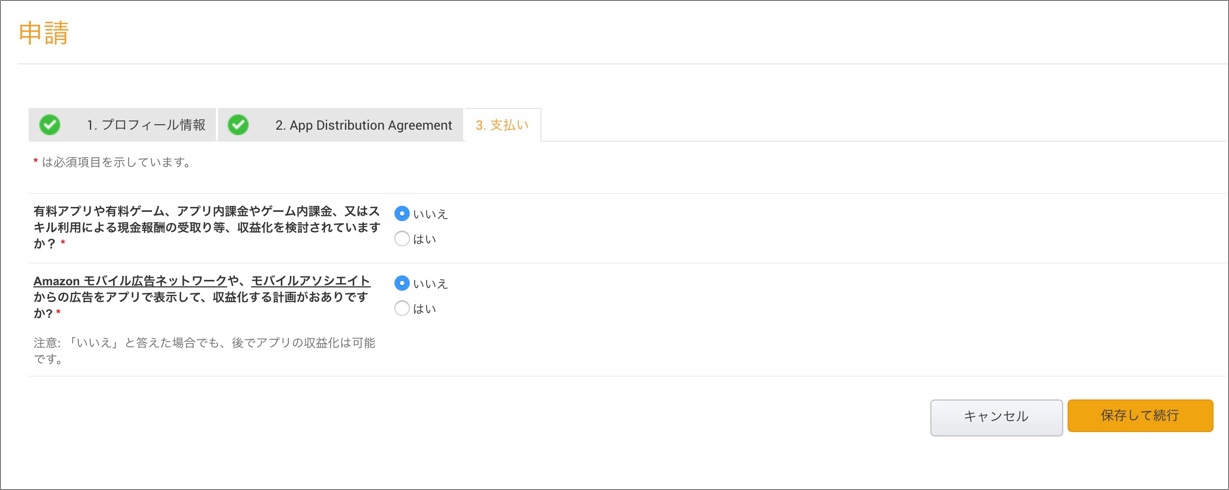 申請
1. プロフィール情報 2. App Distribution Agreement 3. 支払い
* は必須項目を示しています。
有料アプリや有料ゲーム、アプリ内課金やゲーム内課金、又はス
キル利用による現金報酬の受取り等、収益化を検討されています
か？ *
いいえ
はい
Amazon モバイル広告ネットワークや、モバイルアソシエイト
からの広告をアプリで表示して、収益化する計画がおありです
か? *
いいえ
はい
注意: 「いいえ」と答えた場合でも、後でアプリの収益化は可能
です。
キャンセル 保存して続行